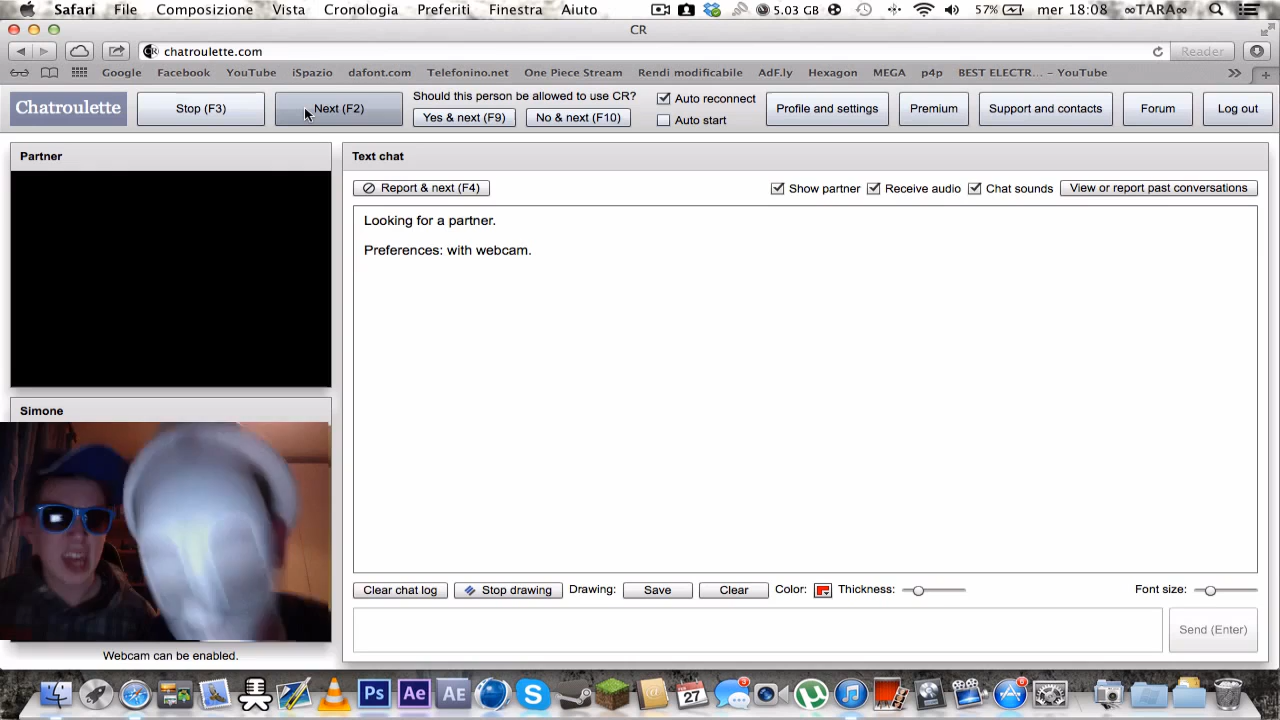 Safari File Composizione Vista Cronologia Preferiti Finestra Aiuto 5.03 GB 57% mer 18:08 ∞TARA∞
CR
chatroulette.com Reader
Google Facebook YouTube iSpazio dafont.com Telefonino.net One Piece Stream Rendi modificabile AdF.ly Hexagon MEGA p4p BEST ELECTR... – YouTube
Chatroulette Stop (F3) Next (F2) Should this person be allowed to use CR? Auto reconnect Profile and settings Premium Support and contacts Forum Log out
Yes & next (F9) No & next (F10) Auto start
Partner Text chat
Report & next (F4) Show partner Receive audio Chat sounds View or report past conversations
Looking for a partner.
Preferences: with webcam.
Simone
Clear chat log Stop drawing Drawing: Save Clear Color: Thickness: Font size:
Send (Enter)
Webcam can be enabled.
Ps Ae AE 27 S 3